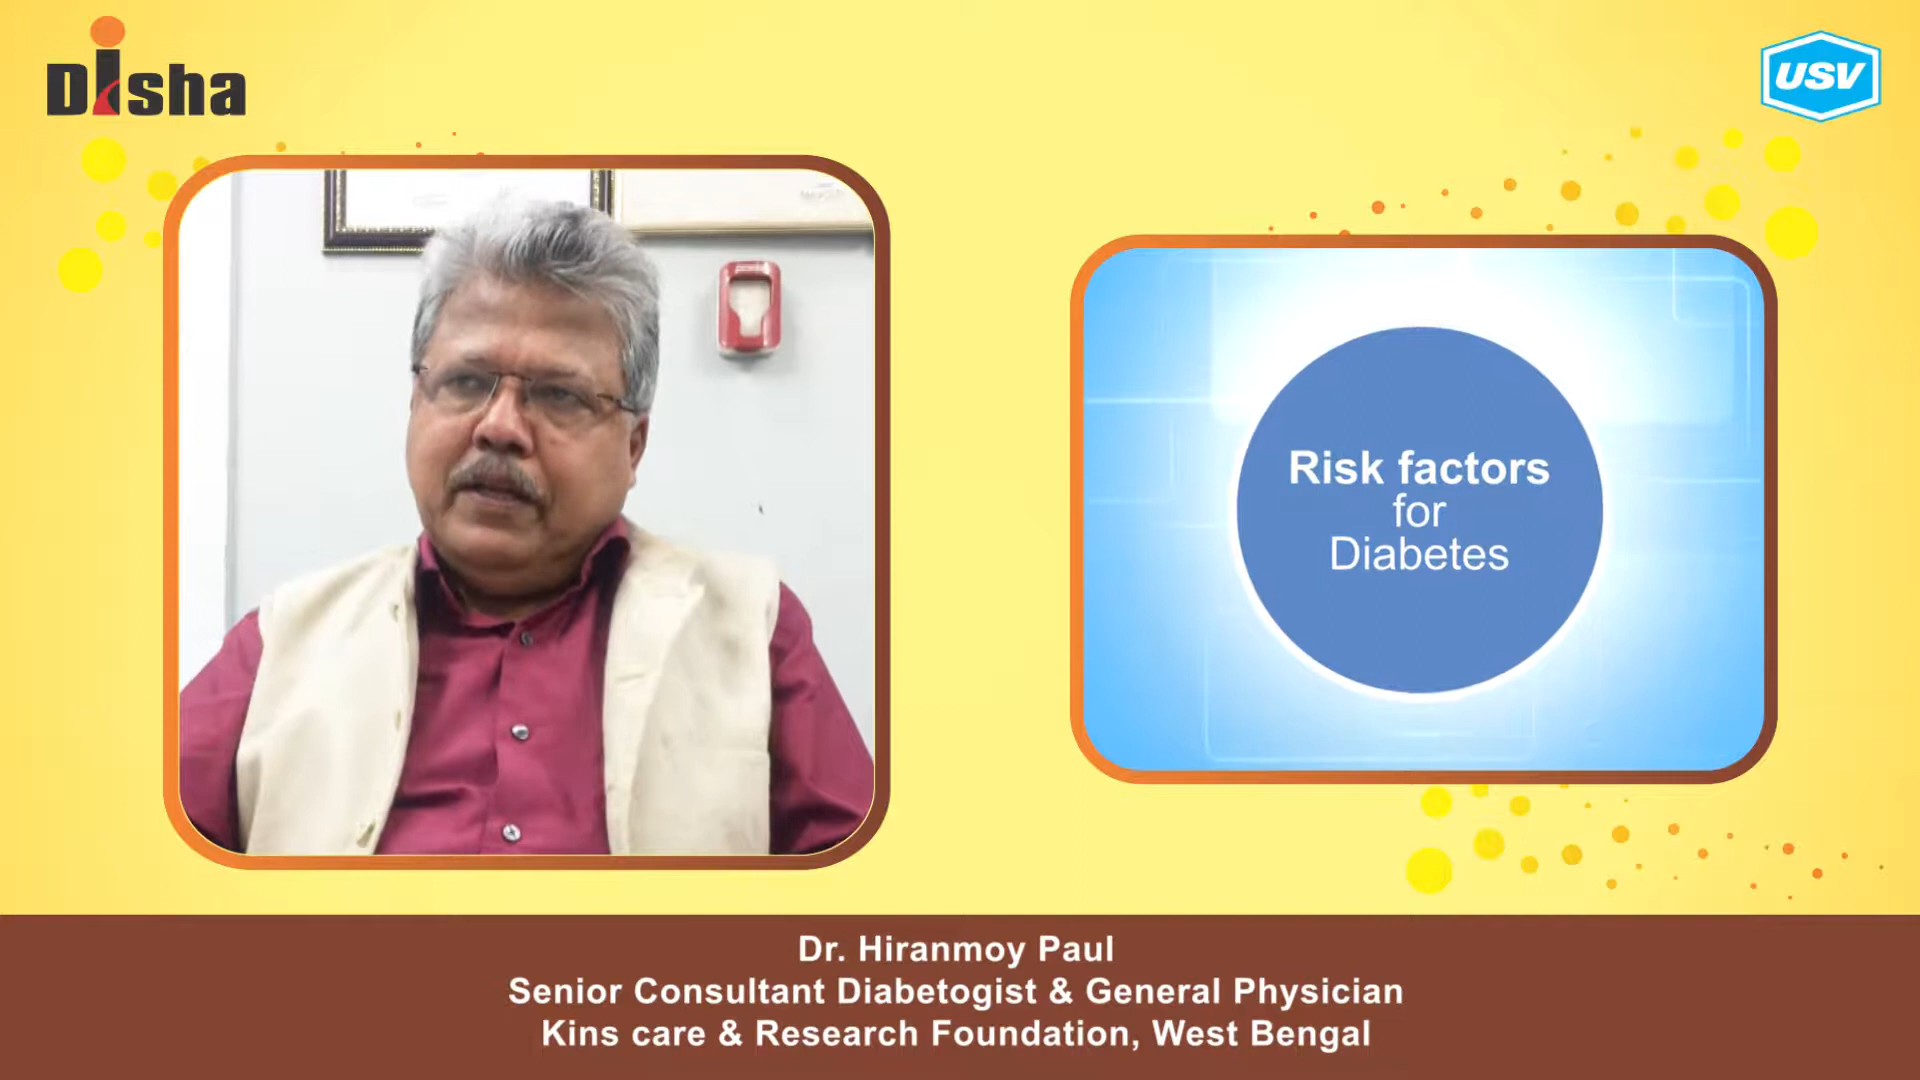 Disha
USV
Risk factors
for
Diabetes
Dr. Hiranmoy Paul
Senior Consultant Diabetogist & General Physician
Kins care & Research Foundation, West Bengal